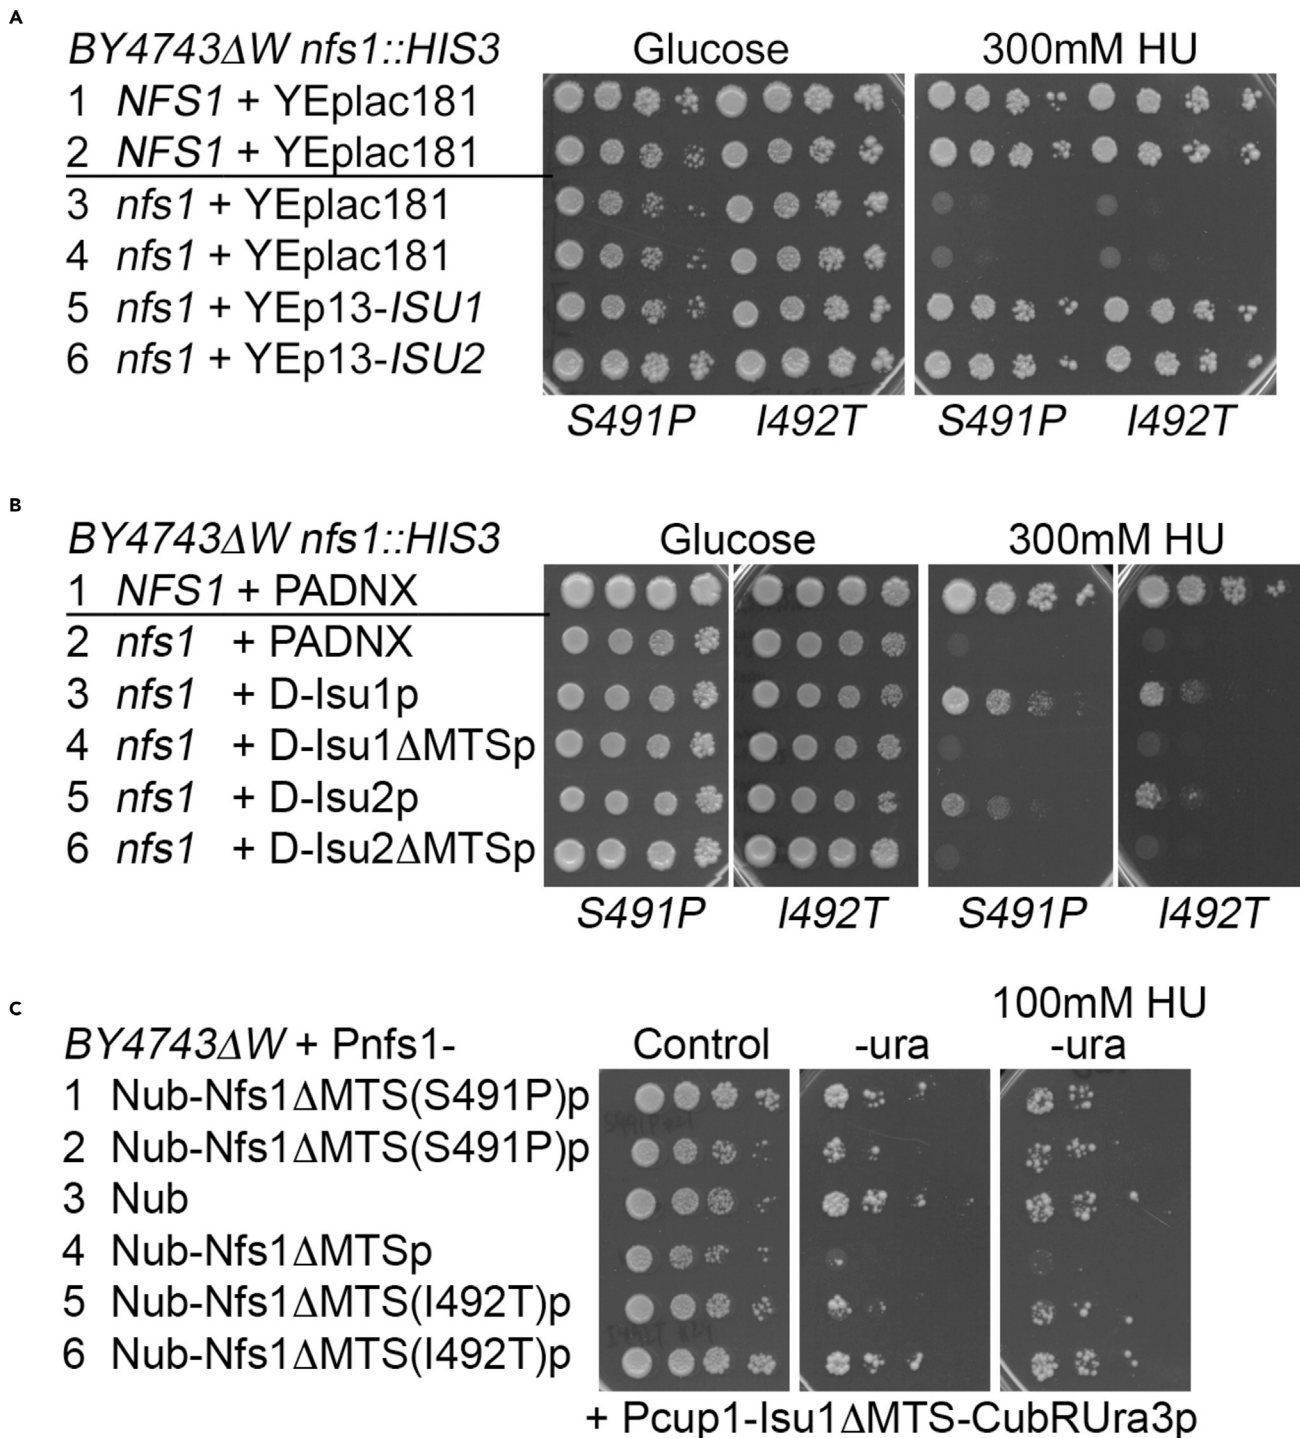 A
BY4743ΔW nfs1::HIS3 Glucose 300mM HU
1 NFS1 + YEplac181
2 NFS1 + YEplac181
3 nfs1 + YEplac181
4 nfs1 + YEplac181
5 nfs1 + YEp13-ISU1
6 nfs1 + YEp13-ISU2
S491P I492T S491P I492T
B
BY4743ΔW nfs1::HIS3 Glucose 300mM HU
1 NFS1 + PADNX
2 nfs1 + PADNX
3 nfs1 + D-Isu1p
4 nfs1 + D-Isu1ΔMTSp
5 nfs1 + D-Isu2p
6 nfs1 + D-Isu2ΔMTSp
S491P I492T S491P I492T
C
100mM HU
BY4743ΔW + Pnfs1- Control -ura -ura
1 Nub-Nfs1ΔMTS(S491P)p
2 Nub-Nfs1ΔMTS(S491P)p
3 Nub
4 Nub-Nfs1ΔMTSp
5 Nub-Nfs1ΔMTS(I492T)p
6 Nub-Nfs1ΔMTS(I492T)p
+ Pcup1-Isu1ΔMTS-CubRUra3p